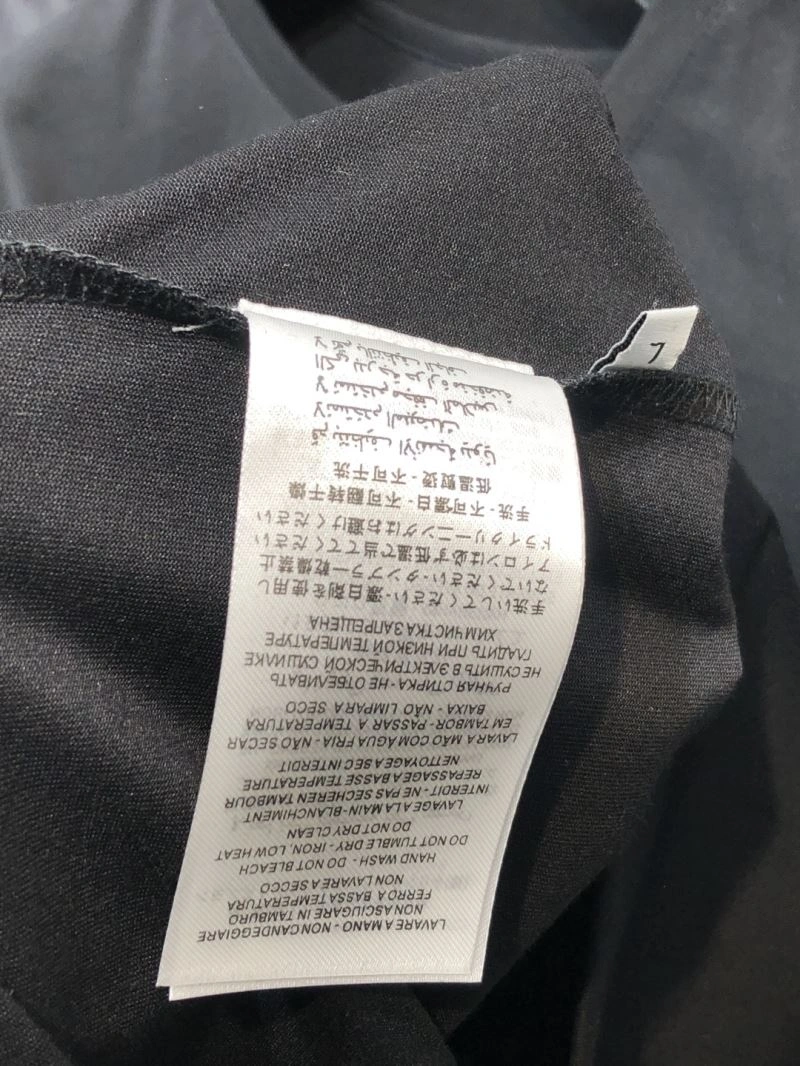 LAVARE A MANO - NON CANDEGGIARE
NON ASCIUGARE IN TAMBURO
FERRO A BASSA TEMPERATURA
NON LAVARE A SECCO
HAND WASH - DO NOT BLEACH
DO NOT TUMBLE DRY - IRON, LOW HEAT
DO NOT DRY CLEAN
LAVAGE A LA MAIN-BLANCHIMENT
INTERDIT - NE PAS SECHER EN TAMBOUR
REPASSAGE A BASSE TEMPERATURE
NETTOYAGE A SEC INTERDIT
LAVAR A MÃO COM AGUA FRIA - NÃO SECAR
EM TAMBOR - PASSAR A TEMPERATURA
BAIXA - NÃO LIMPAR A SECO
РУЧНАЯ СТИРКА - НЕ ОТБЕЛИВАТЬ
НЕ СУШИТЬ В ЭЛЕКТРИЧЕСКОЙ СУШИЛКЕ
ГЛАДИТЬ ПРИ НИЗКОЙ ТЕМПЕРАТУРЕ
ХИМЧИСТКА ЗАПРЕЩЕНА
手洗いしてください - 漂白剤を使用し
ないでください - タンブラー乾燥禁止
アイロンは必ず低温で当ててください
ドライクリーニングはお避けください
手洗 - 不可漂白 - 不可翻转干燥
低温熨烫 - 不可干洗